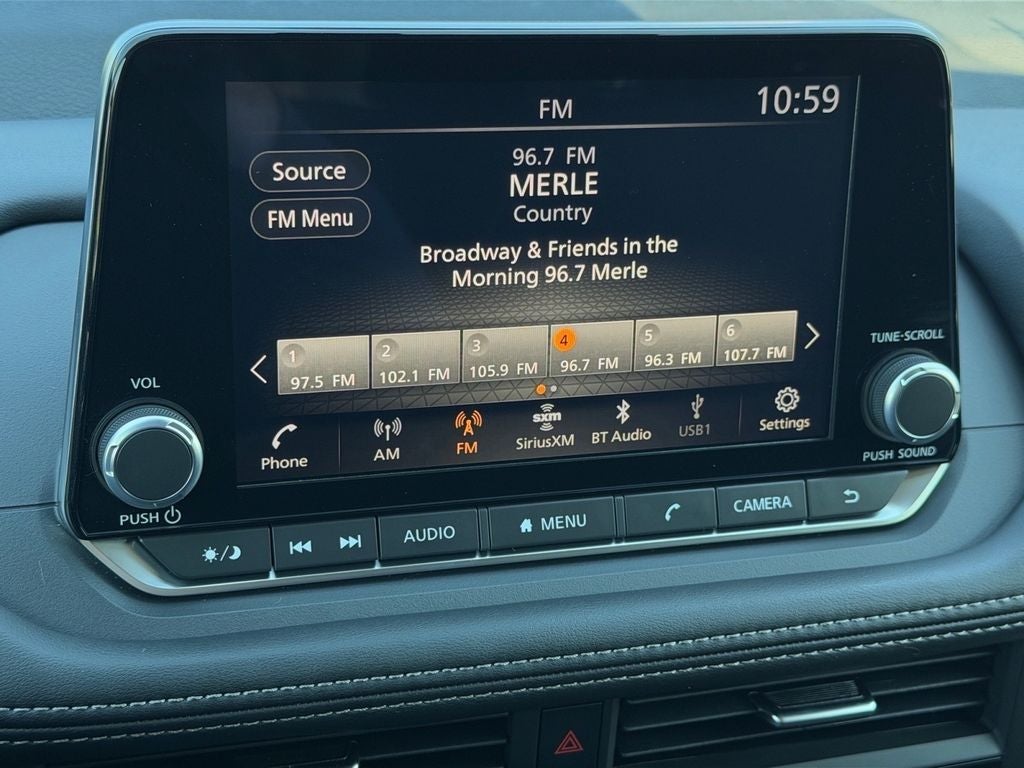 FM
10:59
Source
FM Menu
96.7 FM
MERLE
Country
Broadway & Friends in the
Morning 96.7 Merle
1
97.5 FM
2
102.1 FM
3
105.9 FM
4
96.7 FM
5
96.3 FM
6
107.7 FM
Phone
AM
FM
sxm
SiriusXM
BT Audio
USB1
Settings
VOL
PUSH
TUNE·SCROLL
PUSH SOUND
AUDIO
MENU
CAMERA